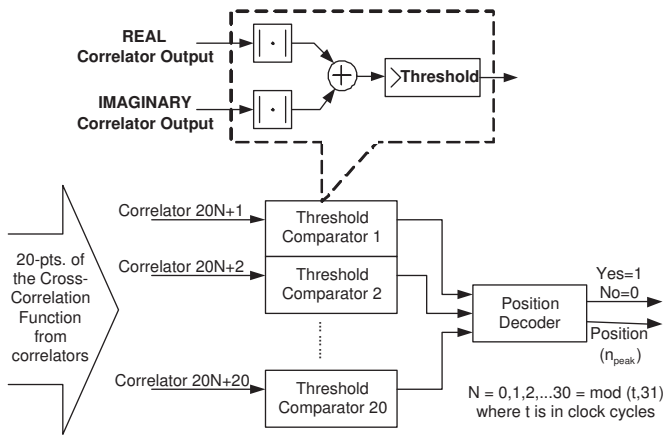 REAL
Correlator Output
| · |
+
>Threshold
IMAGINARY
Correlator Output
| · |
20-pts. of
the Cross-
Correlation
Function
from
correlators
Correlator 20N+1
Threshold
Comparator 1
Correlator 20N+2
Threshold
Comparator 2
Correlator 20N+20
Threshold
Comparator 20
Position
Decoder
Yes=1
No=0
Position
(npeak)
N = 0,1,2,...30 = mod (t,31)
where t is in clock cycles